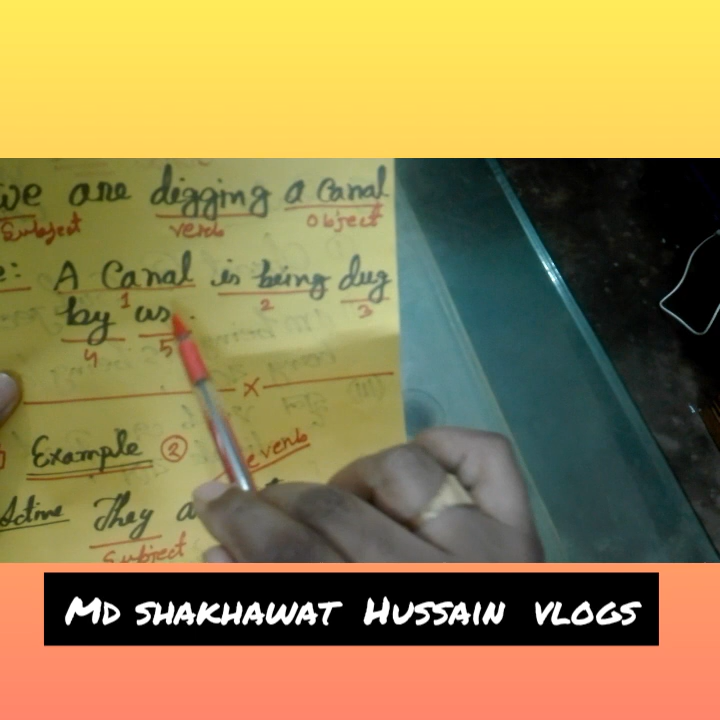 we are digging a Canal
Subject verb Object
e: A Canal is being dug
1 2 3
by us.
4 5
x
Example 2
verb
Active They a
Subject
MD SHAKHAWAT HUSSAIN VLOGS